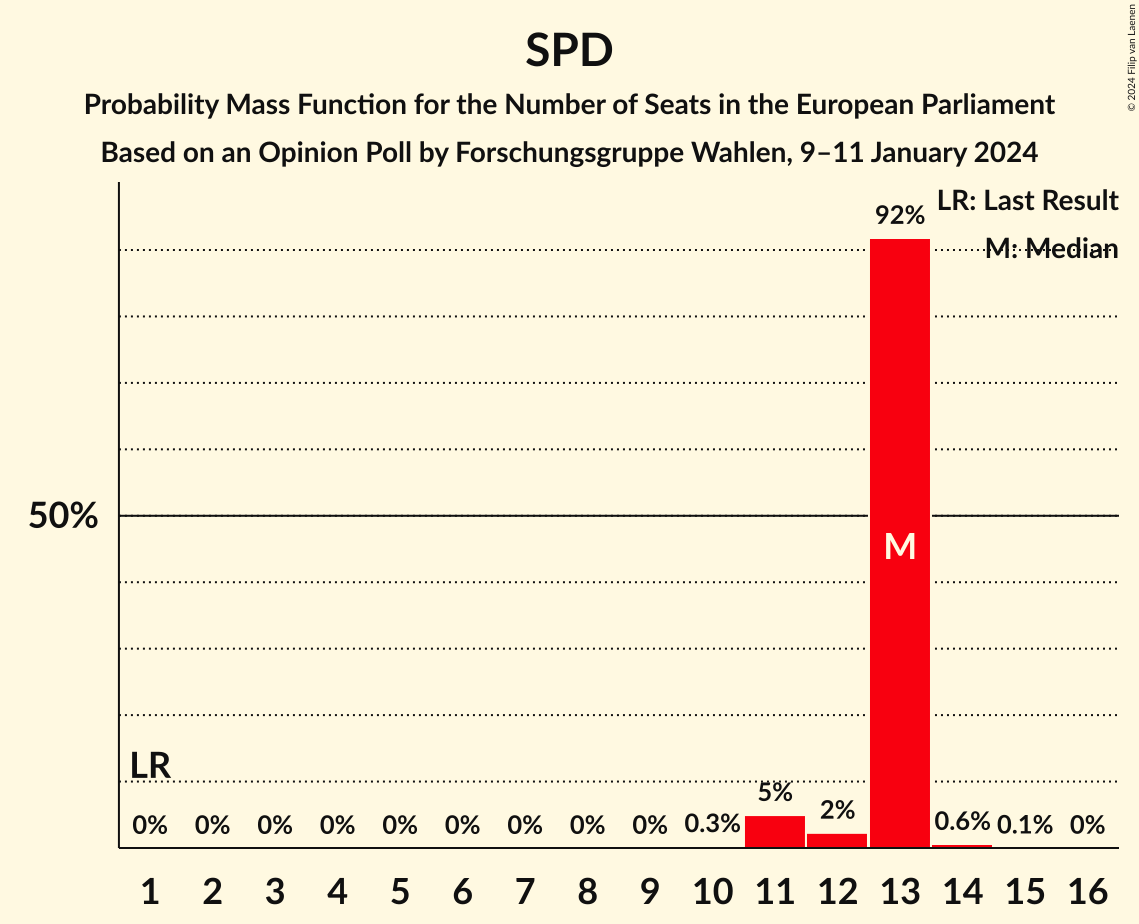 SPD
Probability Mass Function for the Number of Seats in the European Parliament
Based on an Opinion Poll by Forschungsgruppe Wahlen, 9–11 January 2024
© 2024 Filip van Laenen
LR: Last Result
M: Median
92%
50%
M
LR
0% 0% 0% 0% 0% 0% 0% 0% 0% 0.3% 5% 2% 0.6% 0.1% 0%
1 2 3 4 5 6 7 8 9 10 11 12 13 14 15 16